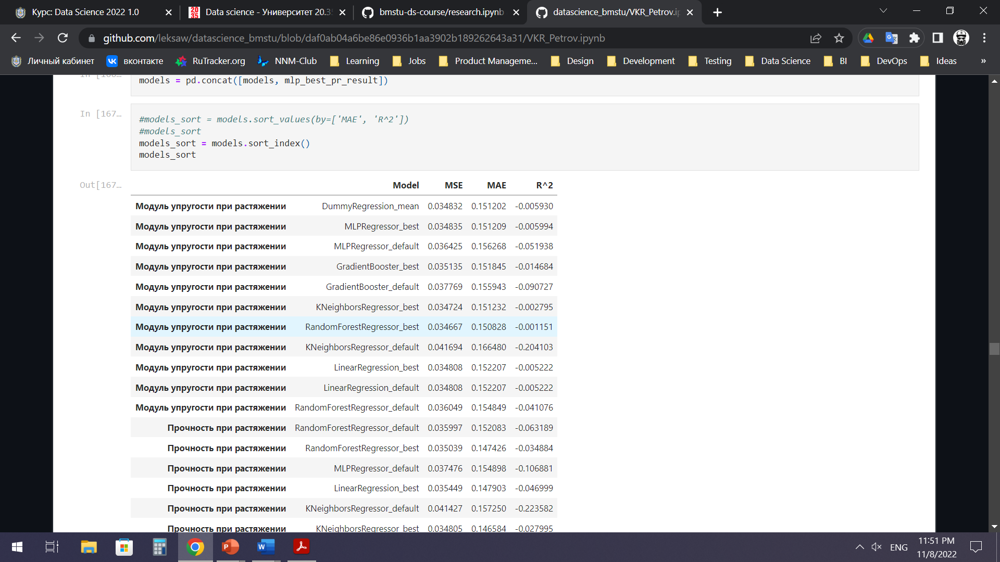 Курс: Data Science 2022 1.0
Data science - Университет 20.35
bmstu-ds-course/research.ipynb
datascience_bmstu/VKR_Petrov.ip
github.com/leksaw/datascience_bmstu/blob/daf0ab04a6be86e0936b1aa3902b189262643a31/VKR_Petrov.ipynb
Личный кабинет вконтакте RuTracker.org NNM-Club Learning Jobs Product Manageme... Design Development Testing Data Science BI DevOps Ideas »
models = pd.concat([models, mlp_best_pr_result])
In [167…
#models_sort = models.sort_values(by=['MAE', 'R^2'])
#models_sort
models_sort = models.sort_index()
models_sort
Out[167…
Model MSE MAE R^2
Модуль упругости при растяжении DummyRegression_mean 0.034832 0.151202 -0.005930
Модуль упругости при растяжении MLPRegressor_best 0.034835 0.151209 -0.005994
Модуль упругости при растяжении MLPRegressor_default 0.036425 0.156268 -0.051938
Модуль упругости при растяжении GradientBooster_best 0.035135 0.151845 -0.014684
Модуль упругости при растяжении GradientBooster_default 0.037769 0.155943 -0.090727
Модуль упругости при растяжении KNeighborsRegressor_best 0.034724 0.151232 -0.002795
Модуль упругости при растяжении RandomForestRegressor_best 0.034667 0.150828 -0.001151
Модуль упругости при растяжении KNeighborsRegressor_default 0.041694 0.166480 -0.204103
Модуль упругости при растяжении LinearRegression_best 0.034808 0.152207 -0.005222
Модуль упругости при растяжении LinearRegression_default 0.034808 0.152207 -0.005222
Модуль упругости при растяжении RandomForestRegressor_default 0.036049 0.154849 -0.041076
Прочность при растяжении RandomForestRegressor_default 0.035997 0.152083 -0.063189
Прочность при растяжении RandomForestRegressor_best 0.035039 0.147426 -0.034884
Прочность при растяжении MLPRegressor_default 0.037476 0.154898 -0.106881
Прочность при растяжении LinearRegression_best 0.035449 0.147903 -0.046999
Прочность при растяжении KNeighborsRegressor_default 0.041427 0.157250 -0.223582
Прочность при растяжении KNeighborsRegressor_best 0.034805 0.146584 -0.027995
ENG
11:51 PM
11/8/2022